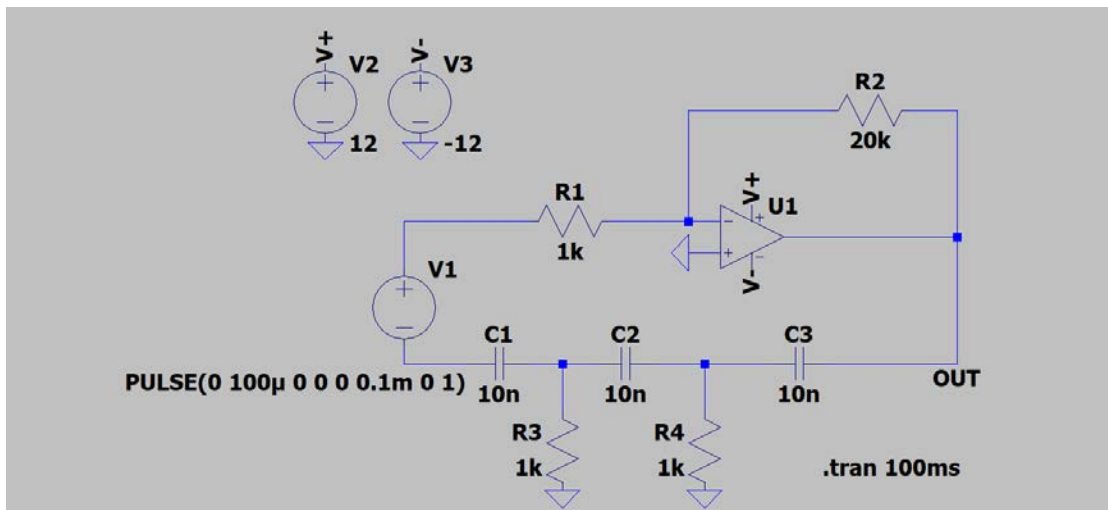 V+
V2
12
V-
V3
-12
R2
20k
R1
1k
V+
U1
V-
V1
PULSE(0 100µ 0 0 0 0.1m 0 1)
C1
10n
C2
10n
C3
10n
OUT
R3
1k
R4
1k
.tran 100ms